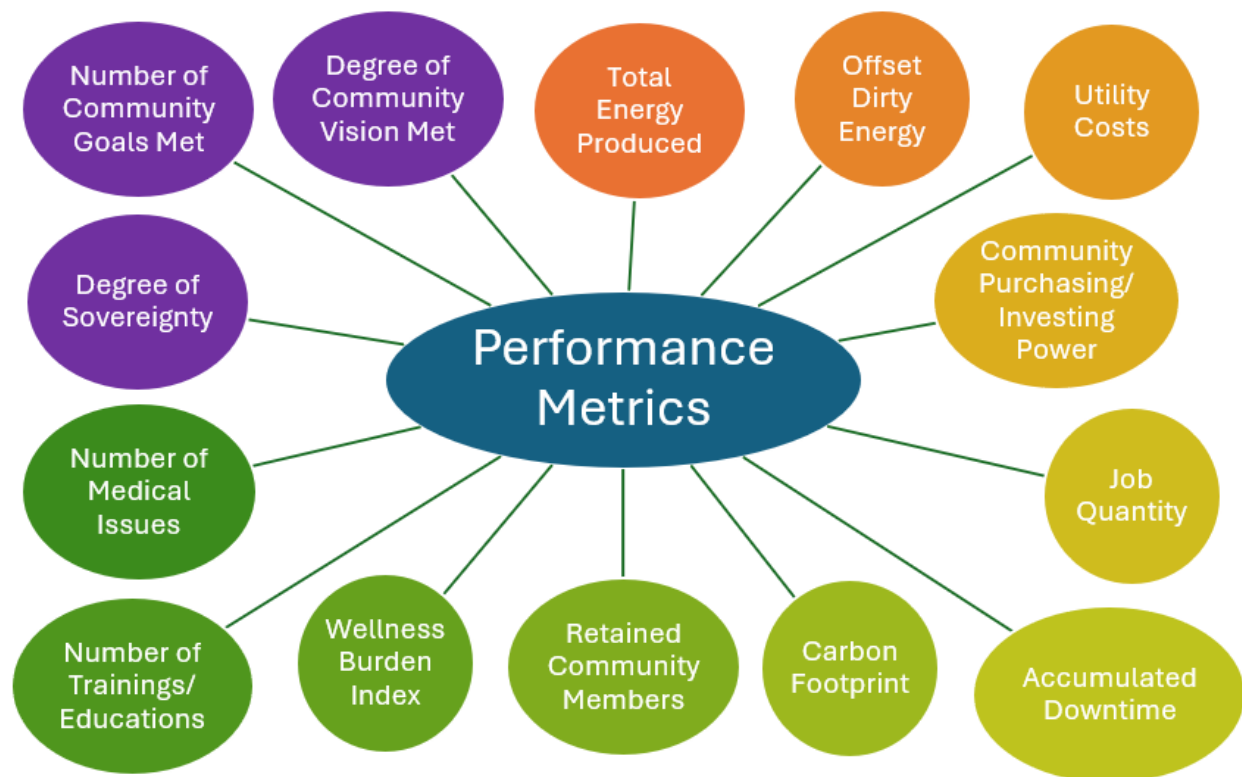 Number of
Community
Goals Met
Degree of
Community
Vision Met
Total
Energy
Produced
Offset
Dirty
Energy
Utility
Costs
Degree of
Sovereignty
Community
Purchasing/
Investing
Power
Performance
Metrics
Number of
Medical
Issues
Job
Quantity
Number of
Trainings/
Educations
Wellness
Burden
Index
Retained
Community
Members
Carbon
Footprint
Accumulated
Downtime